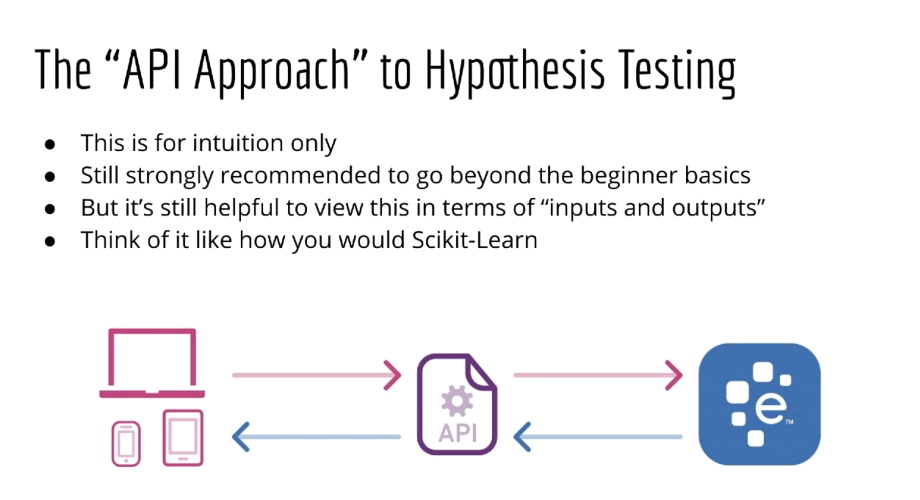 The “API Approach” to Hypothesis Testing
● This is for intuition only
● Still strongly recommended to go beyond the beginner basics
● But it’s still helpful to view this in terms of “inputs and outputs”
● Think of it like how you would Scikit-Learn
API
e™